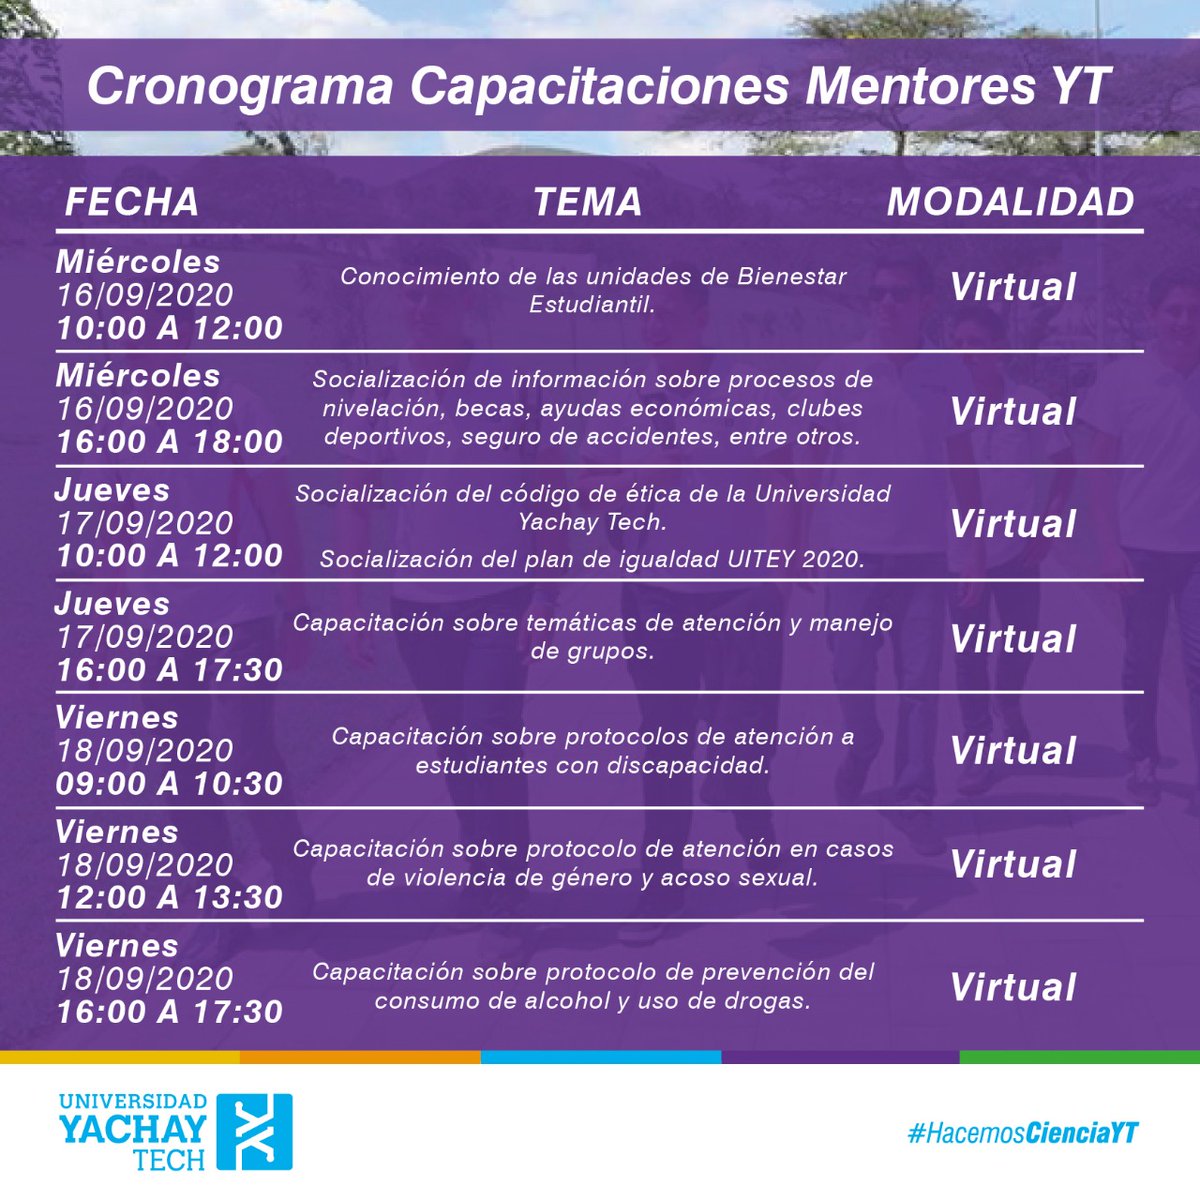 Cronograma Capacitaciones Mentores YT
FECHA TEMA MODALIDAD
Miércoles
16/09/2020
10:00 A 12:00
Conocimiento de las unidades de Bienestar
Estudiantil.
Virtual
Miércoles
16/09/2020
16:00 A 18:00
Socialización de información sobre procesos de
nivelación, becas, ayudas económicas, clubes
deportivos, seguro de accidentes, entre otros.
Virtual
Jueves
17/09/2020
10:00 A 12:00
Socialización del código de ética de la Universidad
Yachay Tech.
Socialización del plan de igualdad UITEY 2020.
Virtual
Jueves
17/09/2020
16:00 A 17:30
Capacitación sobre temáticas de atención y manejo
de grupos.
Virtual
Viernes
18/09/2020
09:00 A 10:30
Capacitación sobre protocolos de atención a
estudiantes con discapacidad.
Virtual
Viernes
18/09/2020
12:00 A 13:30
Capacitación sobre protocolo de atención en casos
de violencia de género y acoso sexual.
Virtual
Viernes
18/09/2020
16:00 A 17:30
Capacitación sobre protocolo de prevención del
consumo de alcohol y uso de drogas.
Virtual
UNIVERSIDAD
YACHAY
TECH
#HacemosCienciaYT